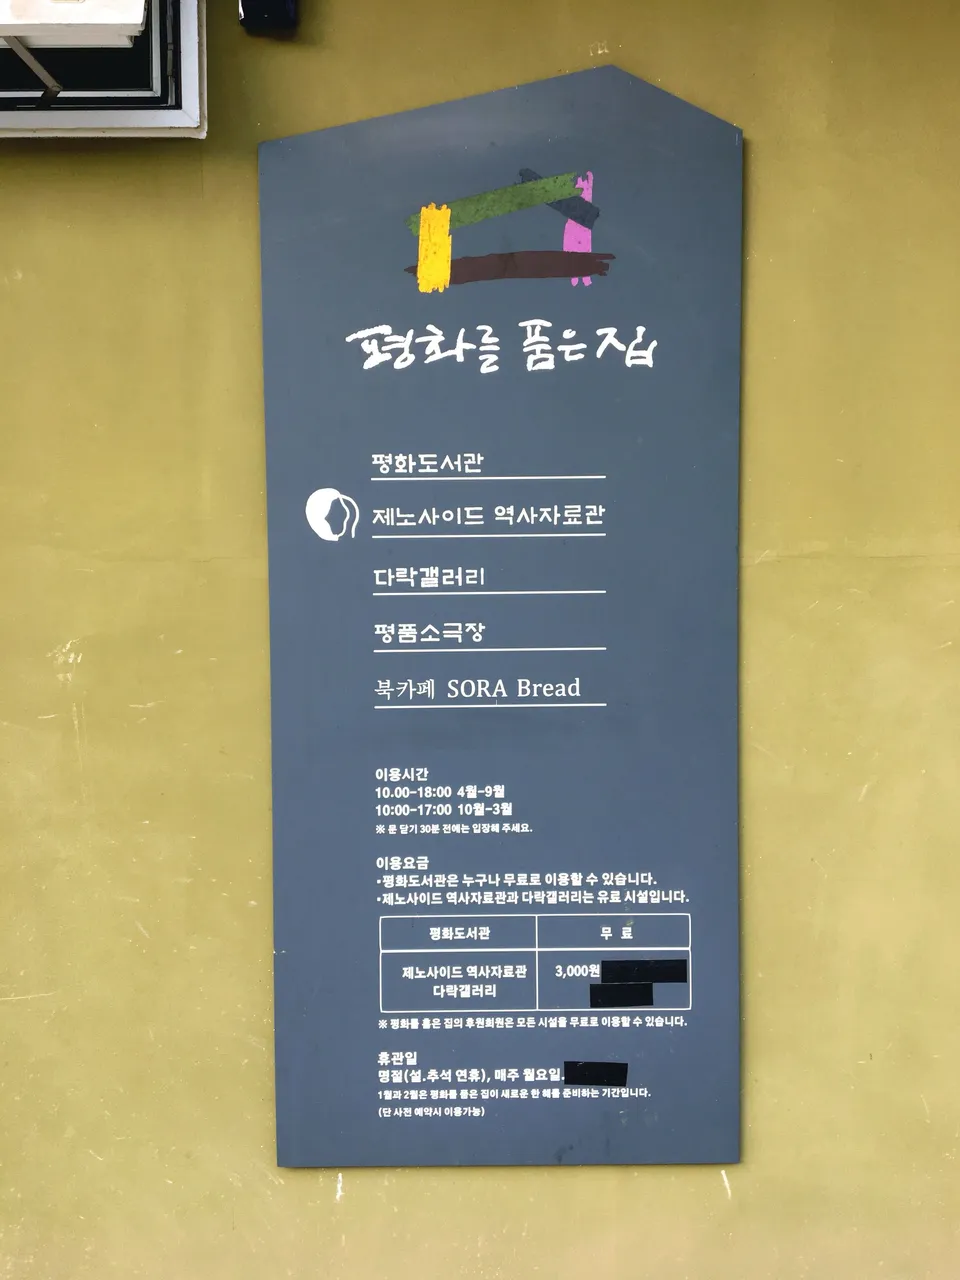 평화를 품은 집
평화도서관
제노사이드 역사자료관
다락갤러리
평품소극장
북카페 SORA Bread
이용시간
10.00-18:00 4월-9월
10:00-17:00 10월-3월
※ 문 닫기 30분 전에는 입장해 주세요.
이용요금
•평화도서관은 누구나 무료로 이용할 수 있습니다.
•제노사이드 역사자료관과 다락갤러리는 유료 시설입니다.
평화도서관 무 료
제노사이드 역사자료관 3,000원
다락갤러리
※ 평화를 품은 집의 후원회원은 모든 시설을 무료로 이용할 수 있습니다.
휴관일
명절(설.추석 연휴), 매주 월요일.
1월과 2월은 평화를 품은 집이 새로운 한 해를 준비하는 기간입니다.
(단 사전 예약시 이용가능)